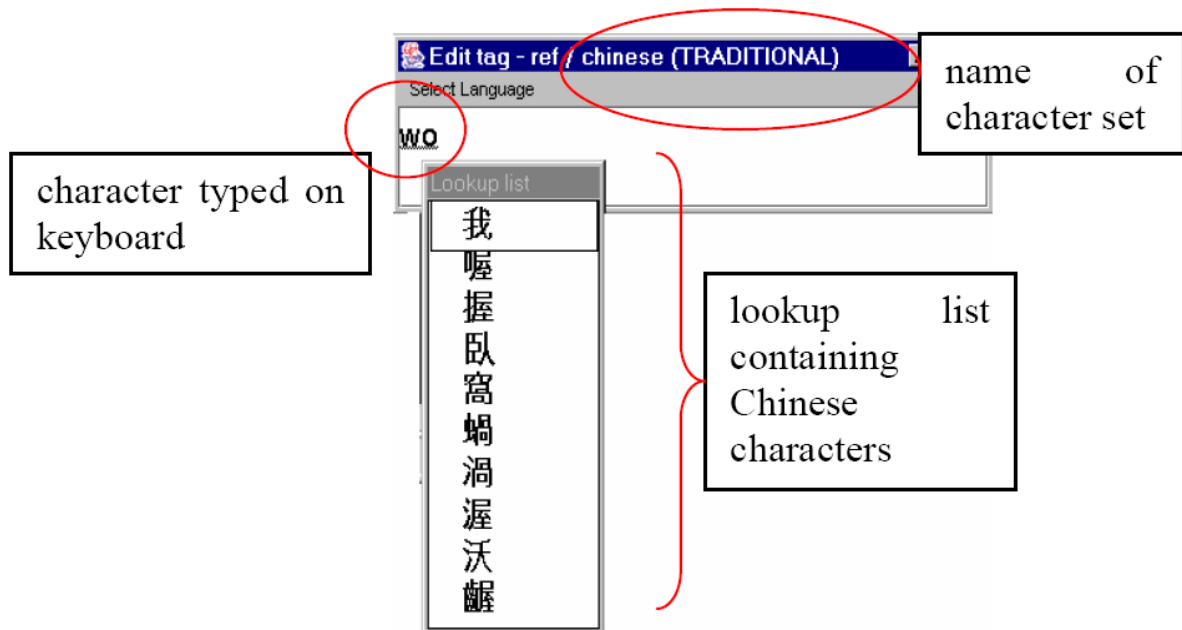 Edit tag - ref / chinese (TRADITIONAL)
Select Language
name of
character set
wo
character typed on
keyboard
Lookup list
我
喔
握
臥
窩
蝸
渦
渥
沃
齷
lookup list
containing
Chinese
characters